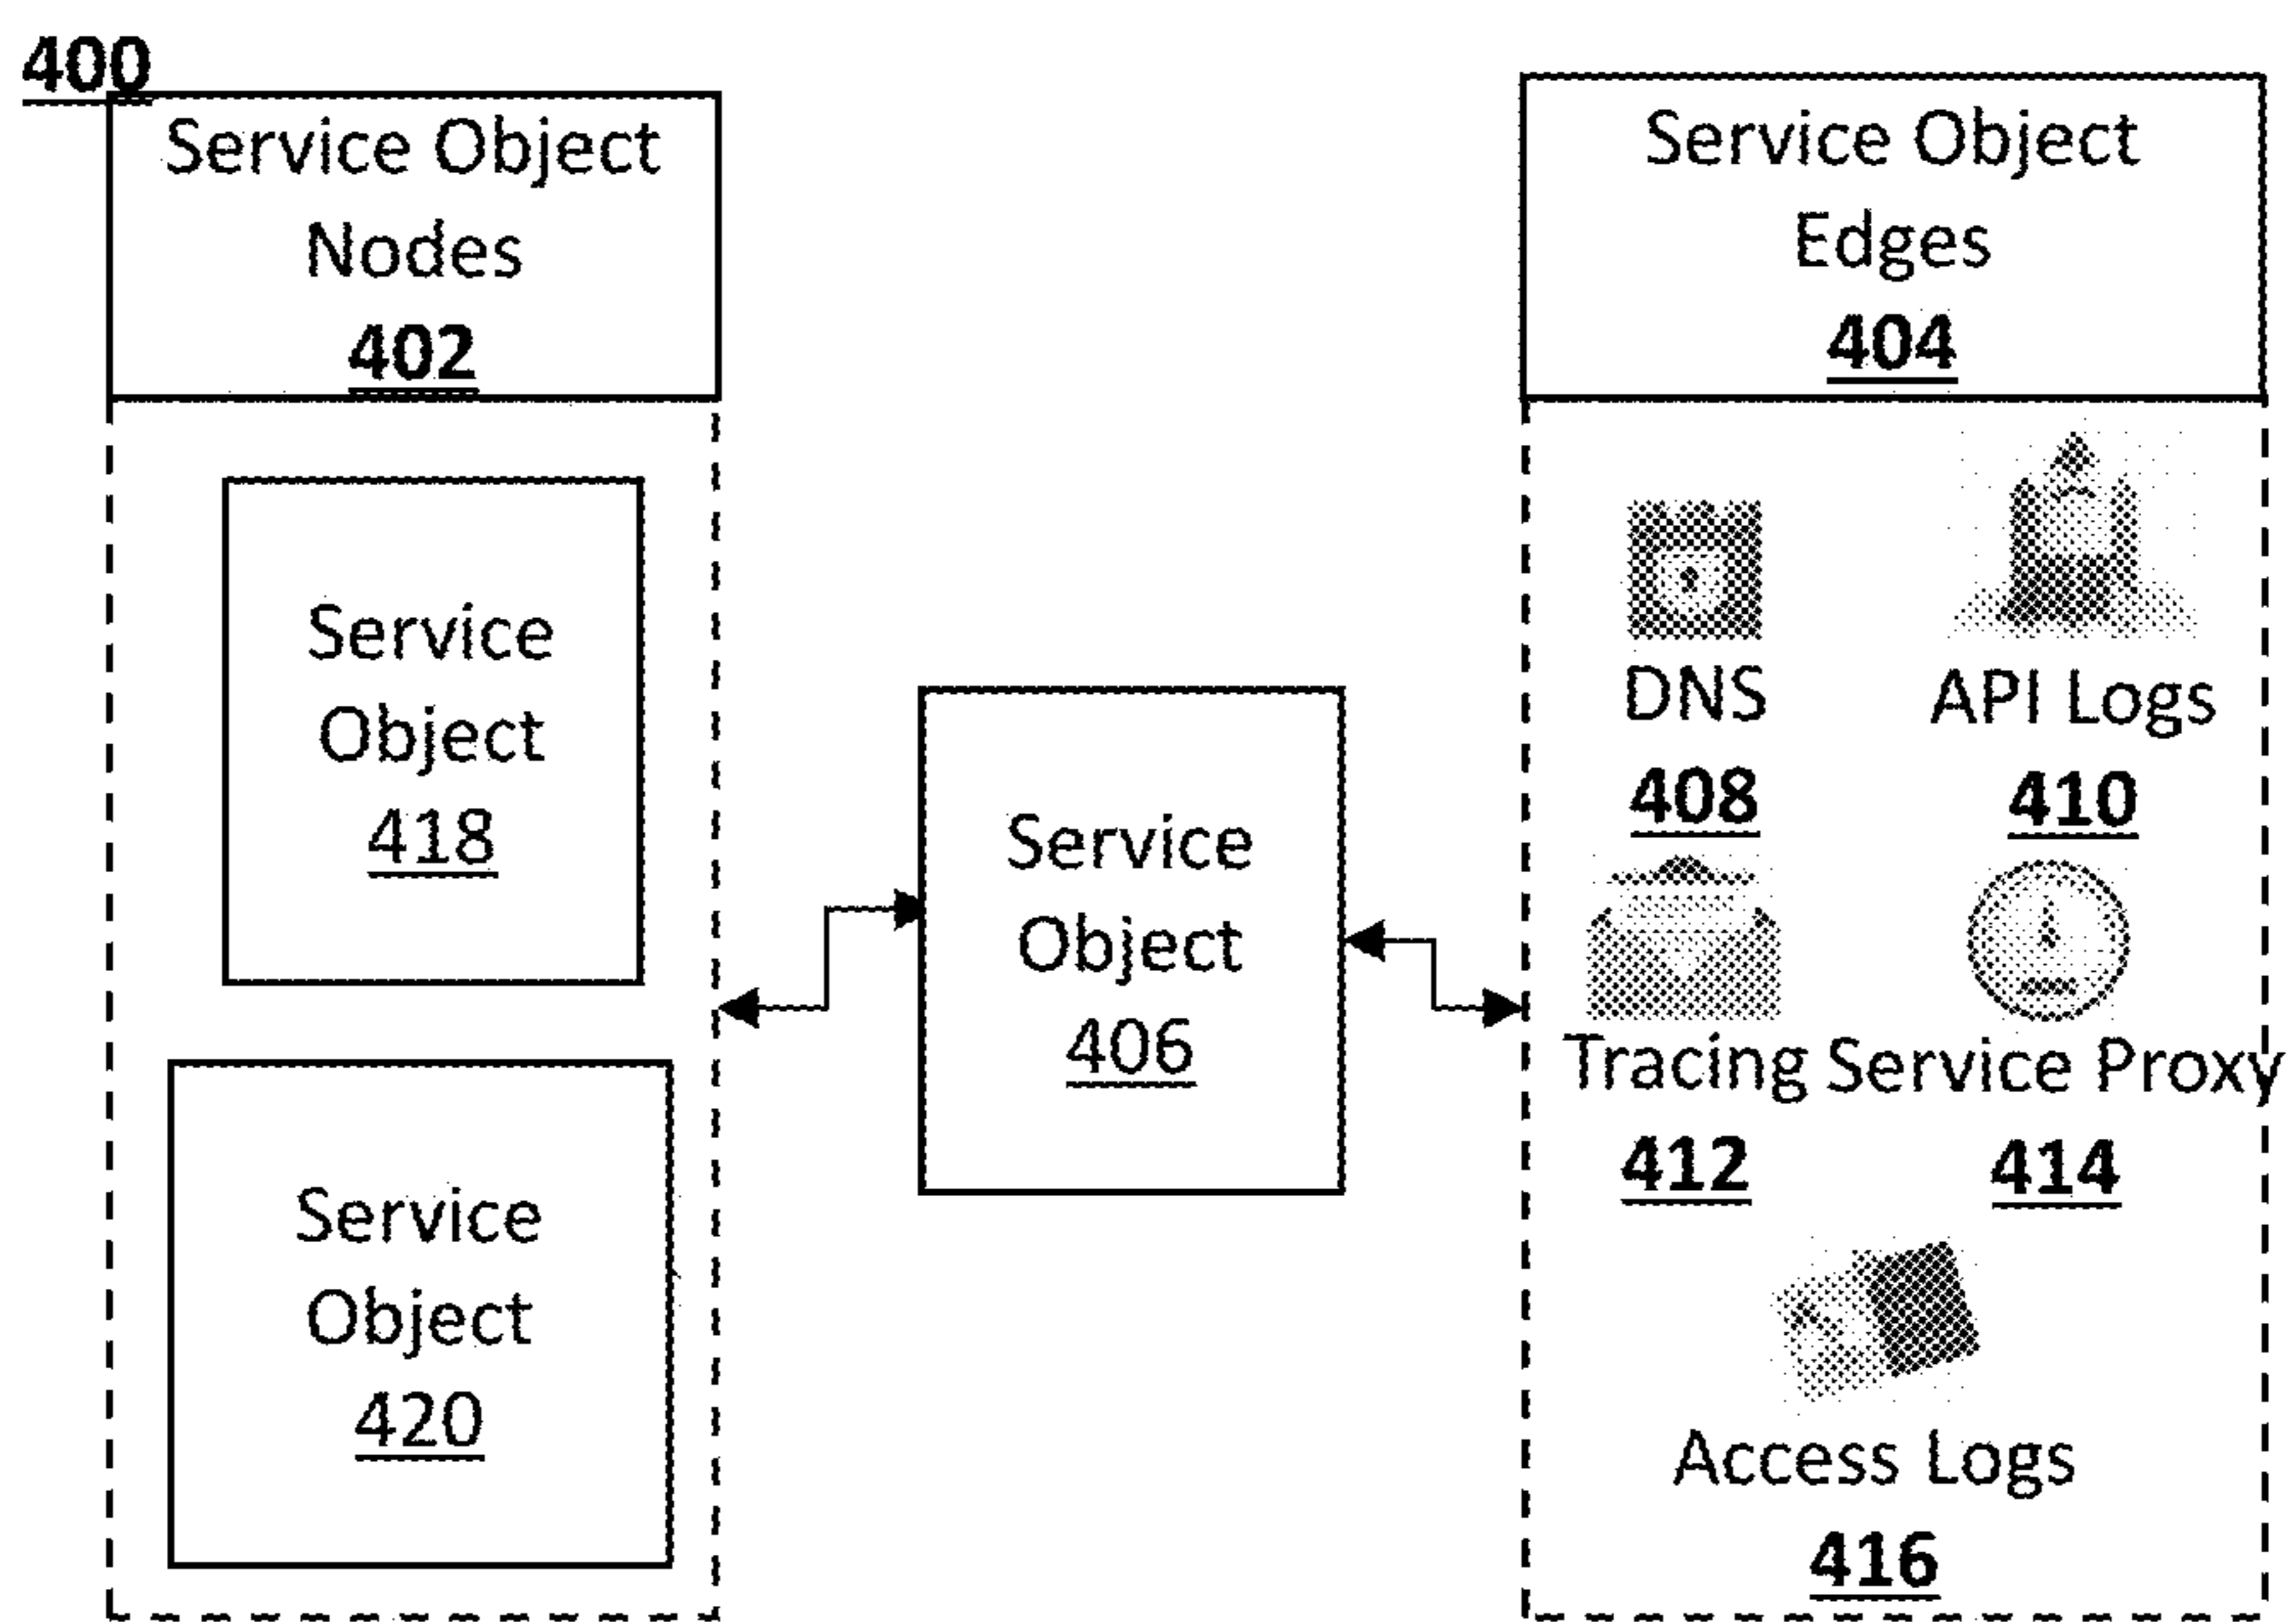 400
Service Object
Nodes
402
Service Object
Edges
404
Service
Object
418
Service
Object
420
Service
Object
406
DNS
408
API Logs
410
Tracing
412
Service Proxy
414
Access Logs
416